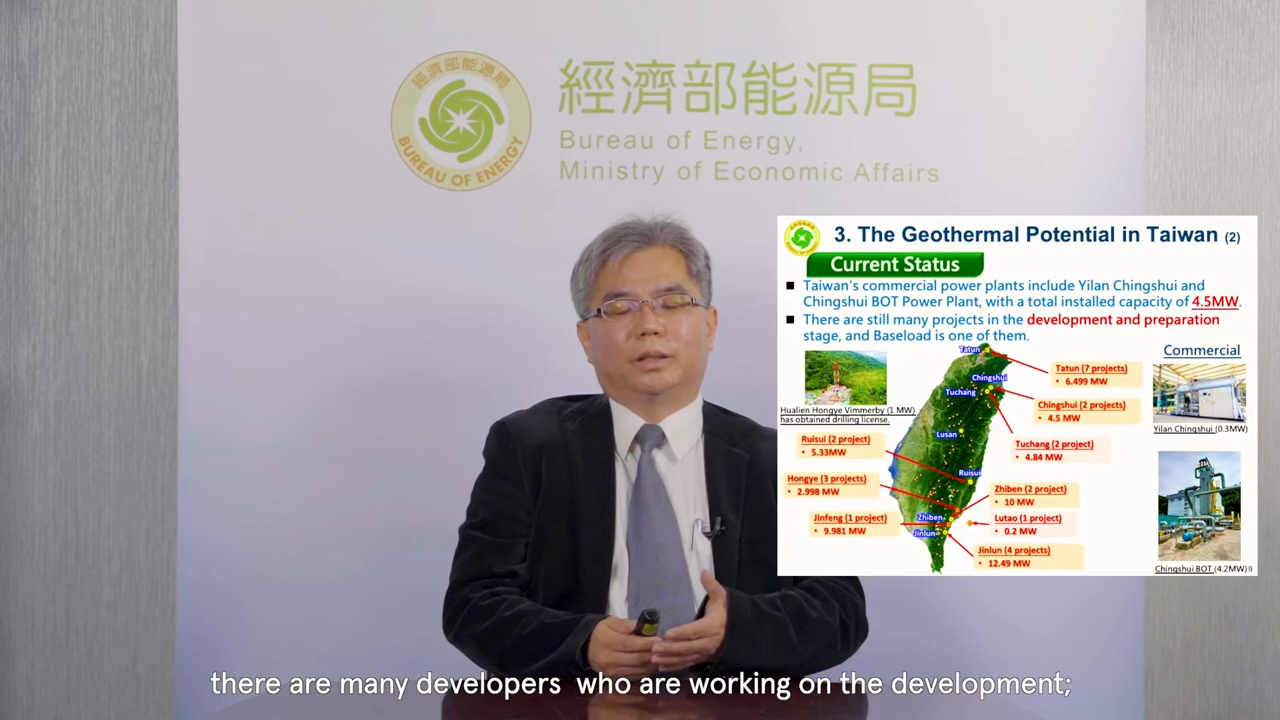 經濟部能源局
BUREAU OF ENERGY
經濟部能源局
Bureau of Energy,
Ministry of Economic Affairs
3. The Geothermal Potential in Taiwan (2)
Current Status
Taiwan's commercial power plants include Yilan Chingshui and
Chingshui BOT Power Plant, with a total installed capacity of 4.5MW.
There are still many projects in the development and preparation
stage, and Baseload is one of them.
Commercial
Tatun
Tatun (7 projects)
• 6.499 MW
Chingshui
Chingshui (2 projects)
• 4.5 MW
Tuchang
Tuchang (2 project)
• 4.84 MW
Hualien Hongye Vimmerby (1 MW)
has obtained drilling license.
Yilan Chingshui (0.3MW)
Lusan
Ruisui (2 project)
• 5.33MW
Ruisui
Hongye (3 projects)
• 2.998 MW
Zhiben (2 project)
• 10 MW
Jinfeng (1 project)
• 9.981 MW
Zhiben
Lutao (1 project)
• 0.2 MW
Jinlun
Jinlun (4 projects)
• 12.49 MW
Chingshui BOT (4.2MW)
9
there are many developers who are working on the development;